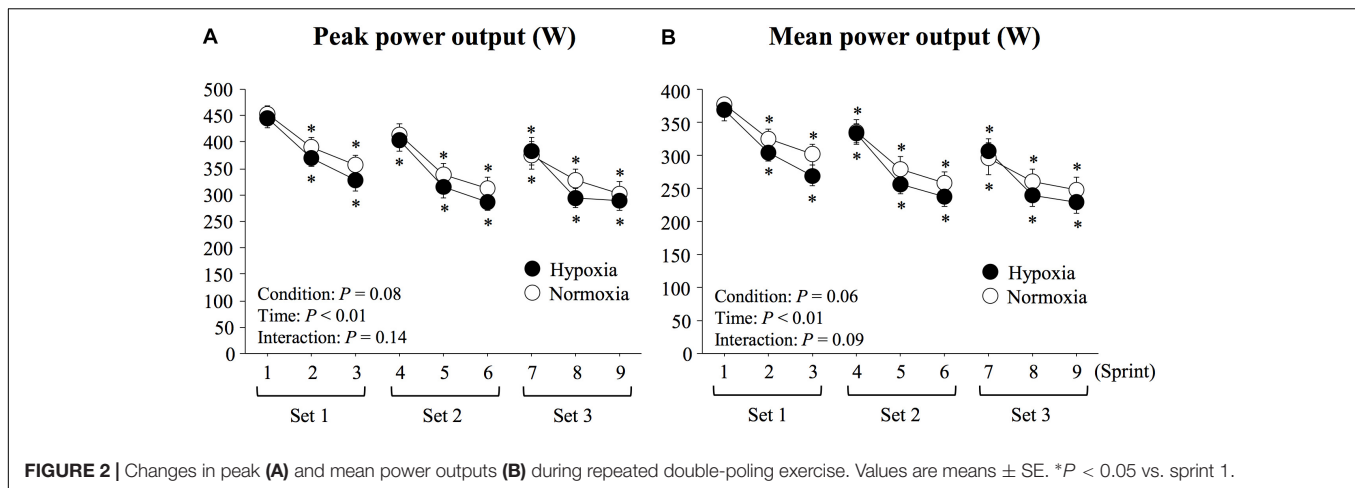 A Peak power output (W)
500
450
400
350
300
250
200
150
100
50
0
* * * * * * * * * * * * * *
Hypoxia
Normoxia
Condition: P = 0.08
Time: P < 0.01
Interaction: P = 0.14
1 2 3 4 5 6 7 8 9
Set 1 Set 2 Set 3
B Mean power output (W)
400
350
300
250
200
150
100
50
0
* * * * * * * * * * * * * * * *
Hypoxia
Normoxia
Condition: P = 0.06
Time: P < 0.01
Interaction: P = 0.09
1 2 3 4 5 6 7 8 9 (Sprint)
Set 1 Set 2 Set 3
FIGURE 2 | Changes in peak (A) and mean power outputs (B) during repeated double-poling exercise. Values are means ± SE. *P < 0.05 vs. sprint 1.